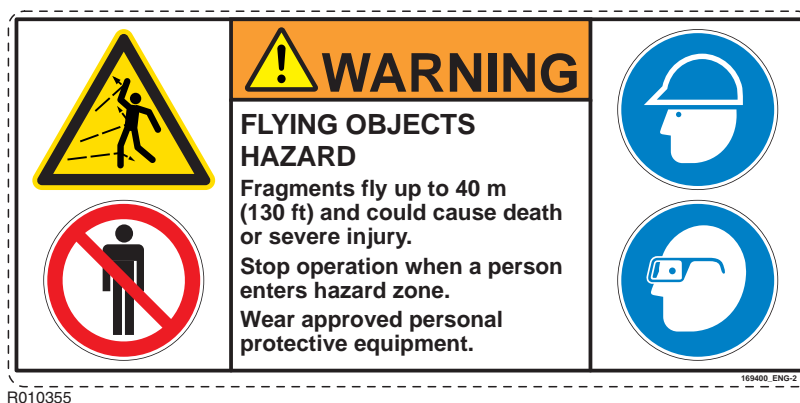 WARNING
FLYING OBJECTS
HAZARD
Fragments fly up to 40 m
(130 ft) and could cause death
or severe injury.
Stop operation when a person
enters hazard zone.
Wear approved personal
protective equipment.
169400_ENG-2
R010355